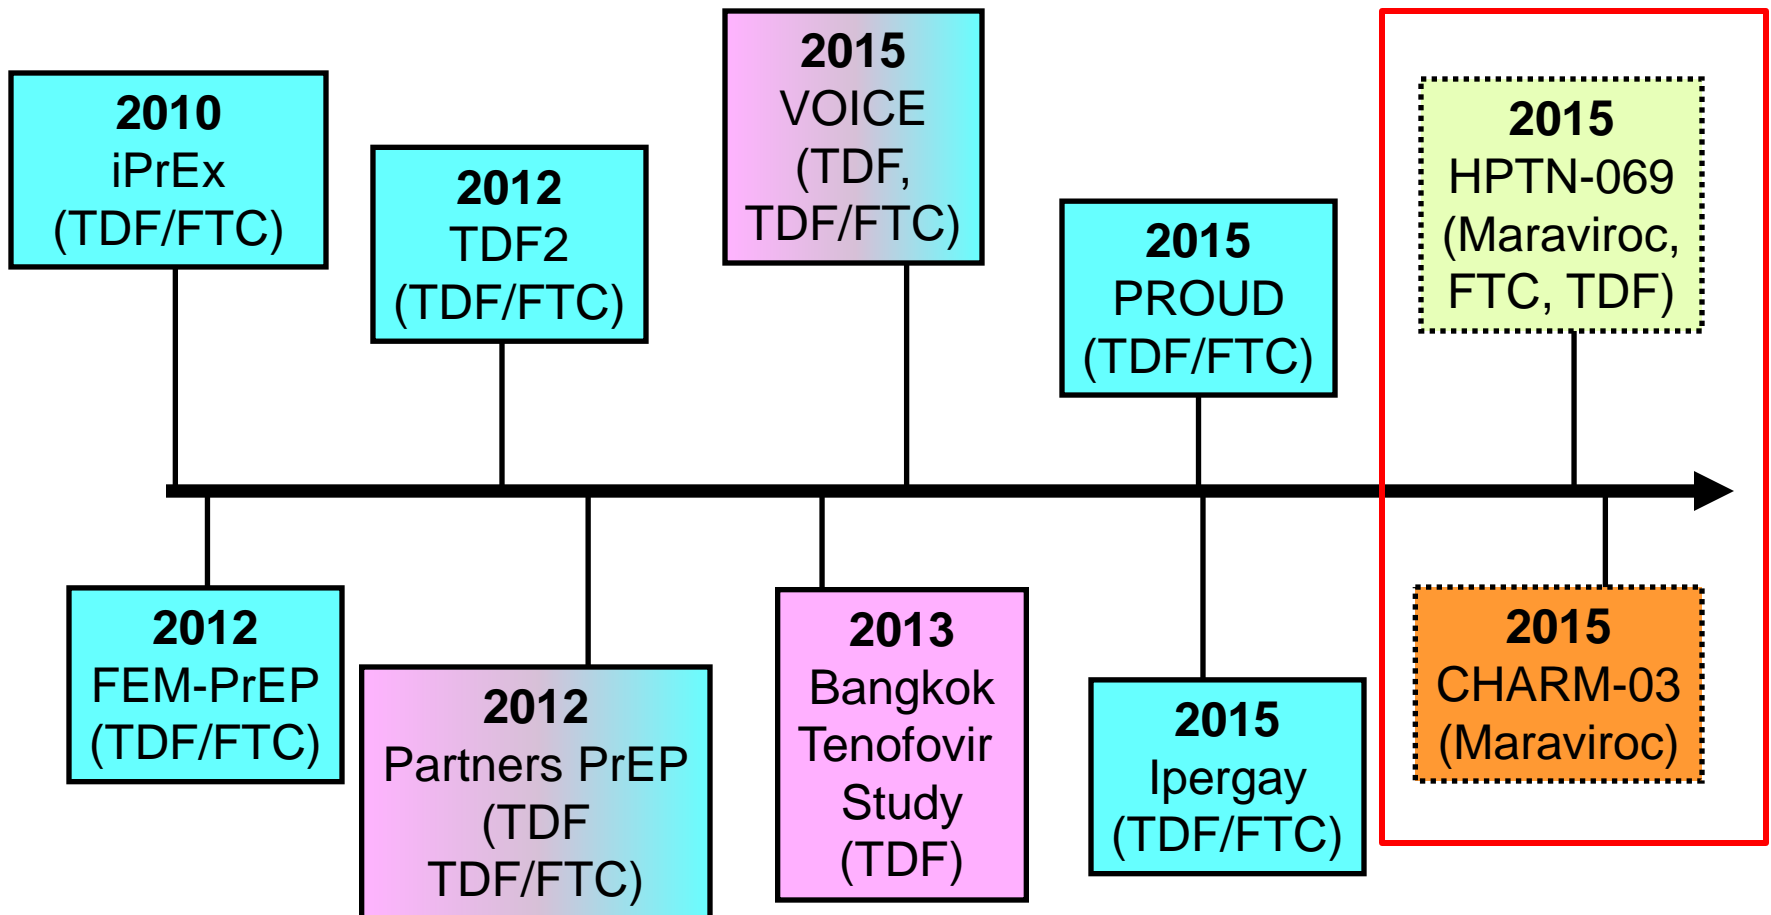 2010
iPrEx
(TDF/FTC)
2012
TDF2
(TDF/FTC)
2015
VOICE
(TDF,
TDF/FTC)
2015
PROUD
(TDF/FTC)
2015
HPTN-069
(Maraviroc,
FTC, TDF)
2012
FEM-PrEP
(TDF/FTC)
2012
Partners PrEP
(TDF
TDF/FTC)
2013
Bangkok
Tenofovir
Study
(TDF)
2015
Ipergay
(TDF/FTC)
2015
CHARM-03
(Maraviroc)